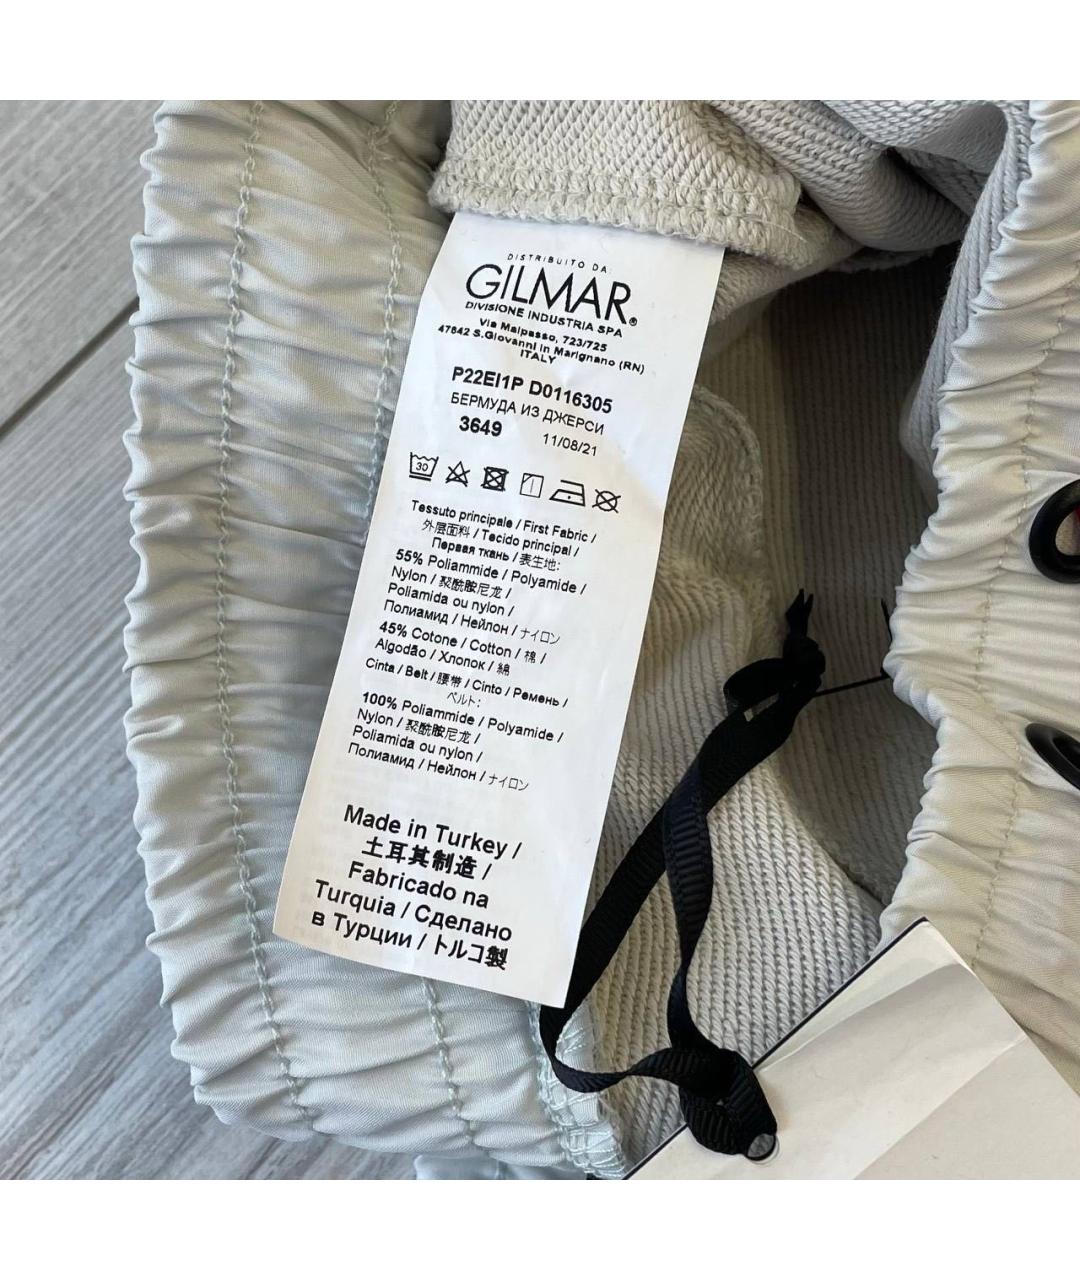 DISTRIBUITO DA:
GILMAR®
DIVISIONE INDUSTRIA SPA
Via Malpasso, 723/725
47842 S.Giovanni in Marignano (RN)
ITALY
P22EI1P D0116305
БЕРМУДА ИЗ ДЖЕРСИ
3649 11/08/21
30
Tessuto principale / First Fabric /
外层面料 / Tecido principal /
Первая ткань / 表生地:
55% Poliammide / Polyamide /
Nylon / 聚酰胺尼龙 /
Poliamida ou nylon /
Полиамид / Нейлон / ナイロン
45% Cotone / Cotton / 棉 /
Algodão / Хлопок / 綿
Cinta / Belt / 腰带 / Cinto / Ремень /
ベルト:
100% Poliammide / Polyamide /
Nylon / 聚酰胺尼龙 /
Poliamida ou nylon /
Полиамид / Нейлон / ナイロン
Made in Turkey /
土耳其制造 /
Fabricado na
Turquia / Сделано
в Турции / トルコ製